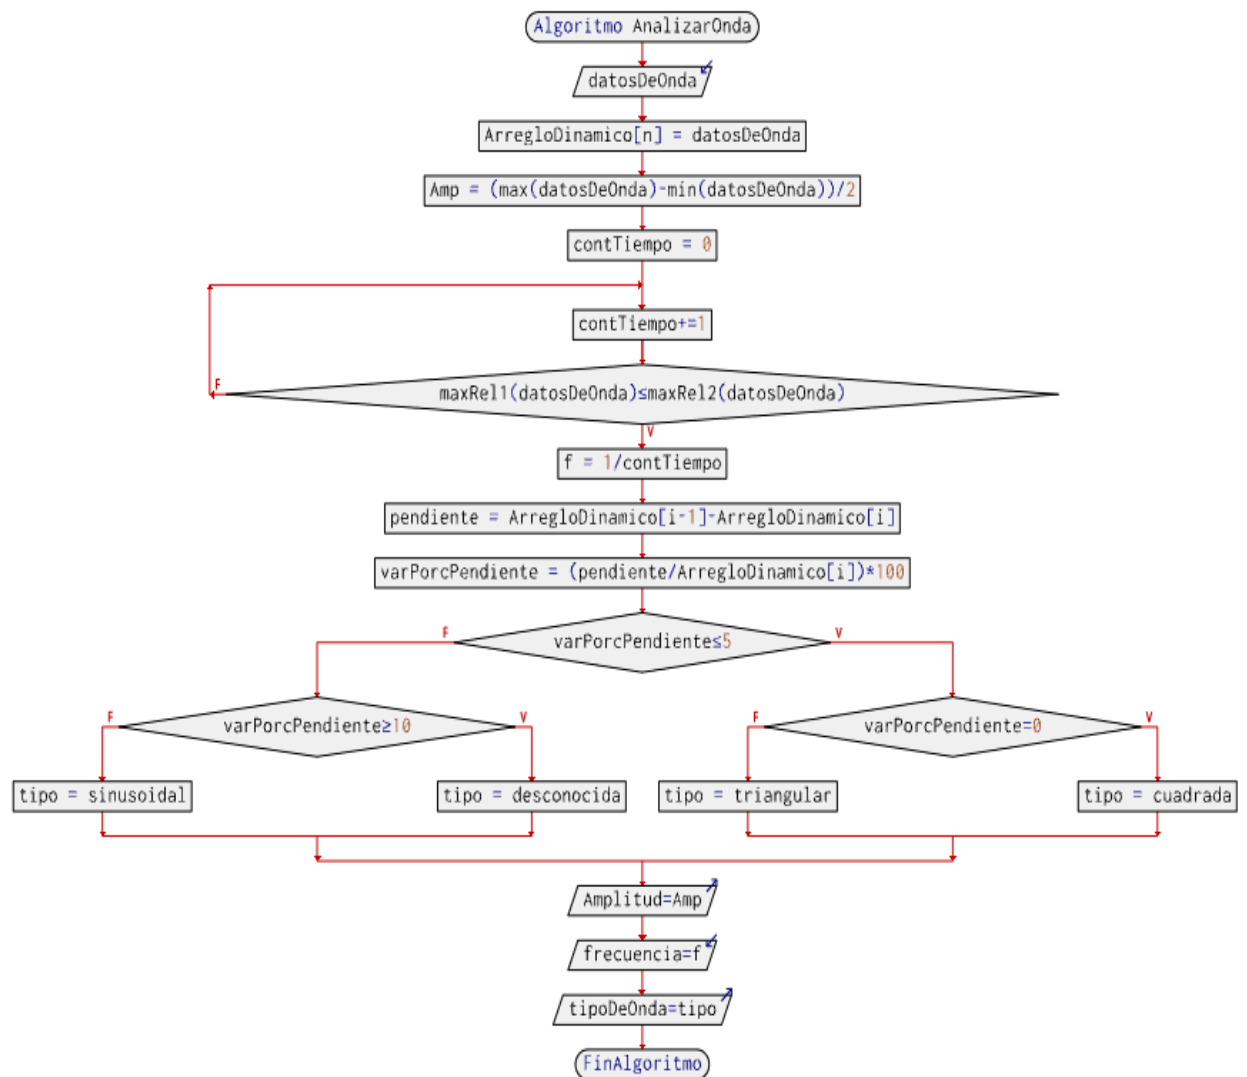 Algoritmo AnalizarOnda
datosDeOnda
ArregloDinamico[n] = datosDeOnda
Amp = (max(datosDeOnda)-min(datosDeOnda))/2
contTiempo = 0
contTiempo+=1
F
maxRel1(datosDeOnda)≤maxRel2(datosDeOnda)
V
f = 1/contTiempo
pendiente = ArregloDinamico[i-1]-ArregloDinamico[i]
varPorcPendiente = (pendiente/ArregloDinamico[i])*100
F
varPorcPendiente≤5
V
F
varPorcPendiente≥10
V
F
varPorcPendiente=0
V
tipo = sinusoidal
tipo = desconocida
tipo = triangular
tipo = cuadrada
Amplitud=Amp
frecuencia=f
tipoDeOnda=tipo
FinAlgoritmo